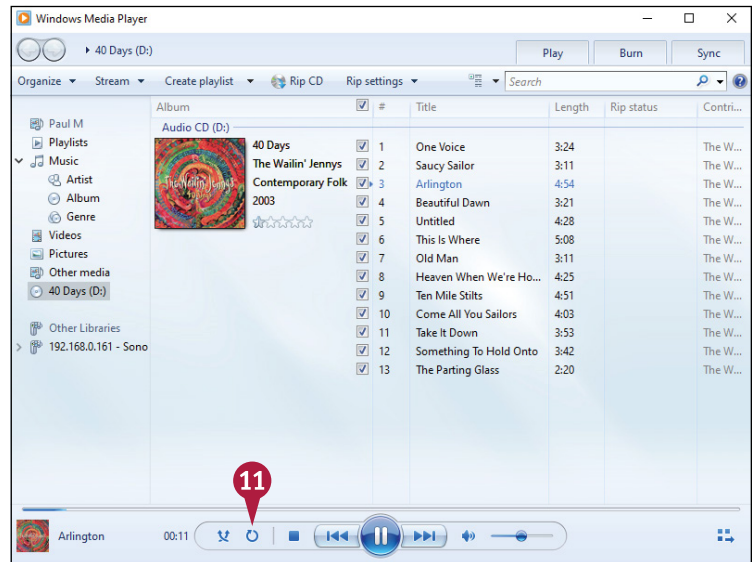 Windows Media Player
40 Days (D:)
Play Burn Sync
Organize Stream Create playlist Rip CD Rip settings Search
Album # Title Length Rip status Contri...
Paul M
Playlists
Music
Artist
Album
Genre
Videos
Pictures
Other media
40 Days (D:)
Other Libraries
192.168.0.161 - Sono
Audio CD (D:)
The Wailin' Jennys
40 Days
The Wailin' Jennys
Contemporary Folk
2003
1 One Voice 3:24 The W...
2 Saucy Sailor 3:11 The W...
3 Arlington 4:54 The W...
4 Beautiful Dawn 3:21 The W...
5 Untitled 4:28 The W...
6 This Is Where 5:08 The W...
7 Old Man 3:11 The W...
8 Heaven When We're Ho... 4:25 The W...
9 Ten Mile Stilts 4:51 The W...
10 Come All You Sailors 4:03 The W...
11 Take It Down 3:53 The W...
12 Something To Hold Onto 3:42 The W...
13 The Parting Glass 2:20 The W...
11
Arlington 00:11